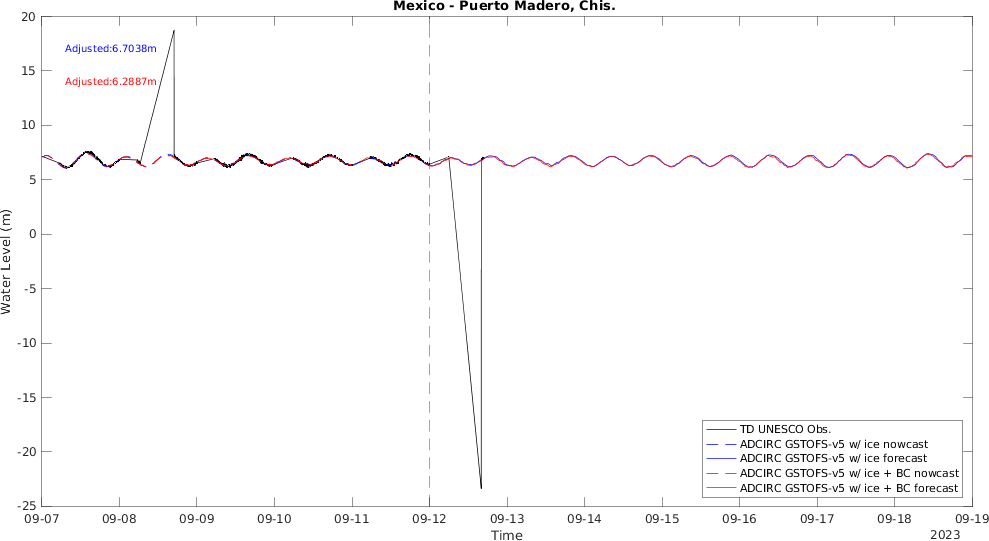 Mexico - Puerto Madero, Chis.
20
15
10
5
0
-5
-10
-15
-20
-25
Water Level (m)
Adjusted:6.7038m
Adjusted:6.2887m
TD UNESCO Obs.
ADCIRC GSTOFS-v5 w/ ice nowcast
ADCIRC GSTOFS-v5 w/ ice forecast
ADCIRC GSTOFS-v5 w/ ice + BC nowcast
ADCIRC GSTOFS-v5 w/ ice + BC forecast
09-07 09-08 09-09 09-10 09-11 09-12 09-13 09-14 09-15 09-16 09-17 09-18 09-19
Time
2023